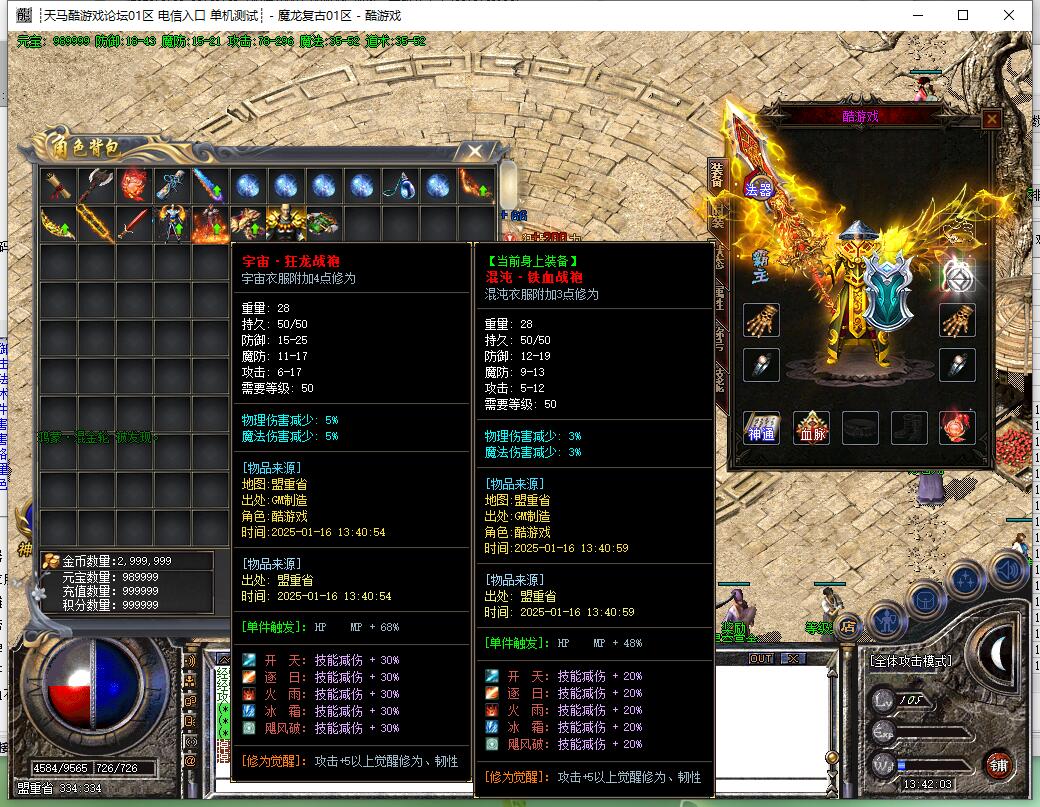 天马酷游戏论坛01区 电信入口 单机测试 - 魔龙复古01区 - 酷游戏
元宝: 989999 防御:18-43 魔防:15-21 攻击:78-296 魔法:35-52 道术:35-52
角色背包
酷游戏
装备
法器
霸主
神通
血脉
宇宙 - 狂龙战袍
宇宙衣服附加4点修为
重量: 28
持久: 50/50
防御: 15-25
魔防: 11-17
攻击: 6-17
需要等级: 50
物理伤害减少: 5%
魔法伤害减少: 5%
[物品来源]
地图:盟重省
出处:GM制造
角色:酷游戏
时间:2025-01-16 13:40:54
[物品来源]
出处: 盟重省
时间: 2025-01-16 13:40:54
[单件触发]: HP MP + 68%
开 天: 技能减伤 + 30%
逐 日: 技能减伤 + 30%
火 雨: 技能减伤 + 30%
冰 霜: 技能减伤 + 30%
飓风破: 技能减伤 + 30%
[修为觉醒]: 攻击+5以上觉醒修为、韧性
【当前身上装备】
混沌 - 铁血战袍
混沌衣服附加3点修为
重量: 28
持久: 50/50
防御: 12-19
魔防: 9-13
攻击: 5-12
需要等级: 50
物理伤害减少: 3%
魔法伤害减少: 3%
[物品来源]
地图:盟重省
出处:GM制造
角色:酷游戏
时间:2025-01-16 13:40:59
[物品来源]
出处: 盟重省
时间: 2025-01-16 13:40:59
[单件触发]: HP MP + 48%
开 天: 技能减伤 + 20%
逐 日: 技能减伤 + 20%
火 雨: 技能减伤 + 20%
冰 霜: 技能减伤 + 20%
飓风破: 技能减伤 + 20%
[修为觉醒]: 攻击+5以上觉醒修为、韧性
鸿蒙·混金轮 被发现
金币数量:2,999,999
元宝数量: 989999
充值数量: 999999
积分数量: 999999
4584/9565 726/726
盟重省 334:334
OUT
店
[全体攻击模式]
Lv 105
Exp
W
铺
13:42:03